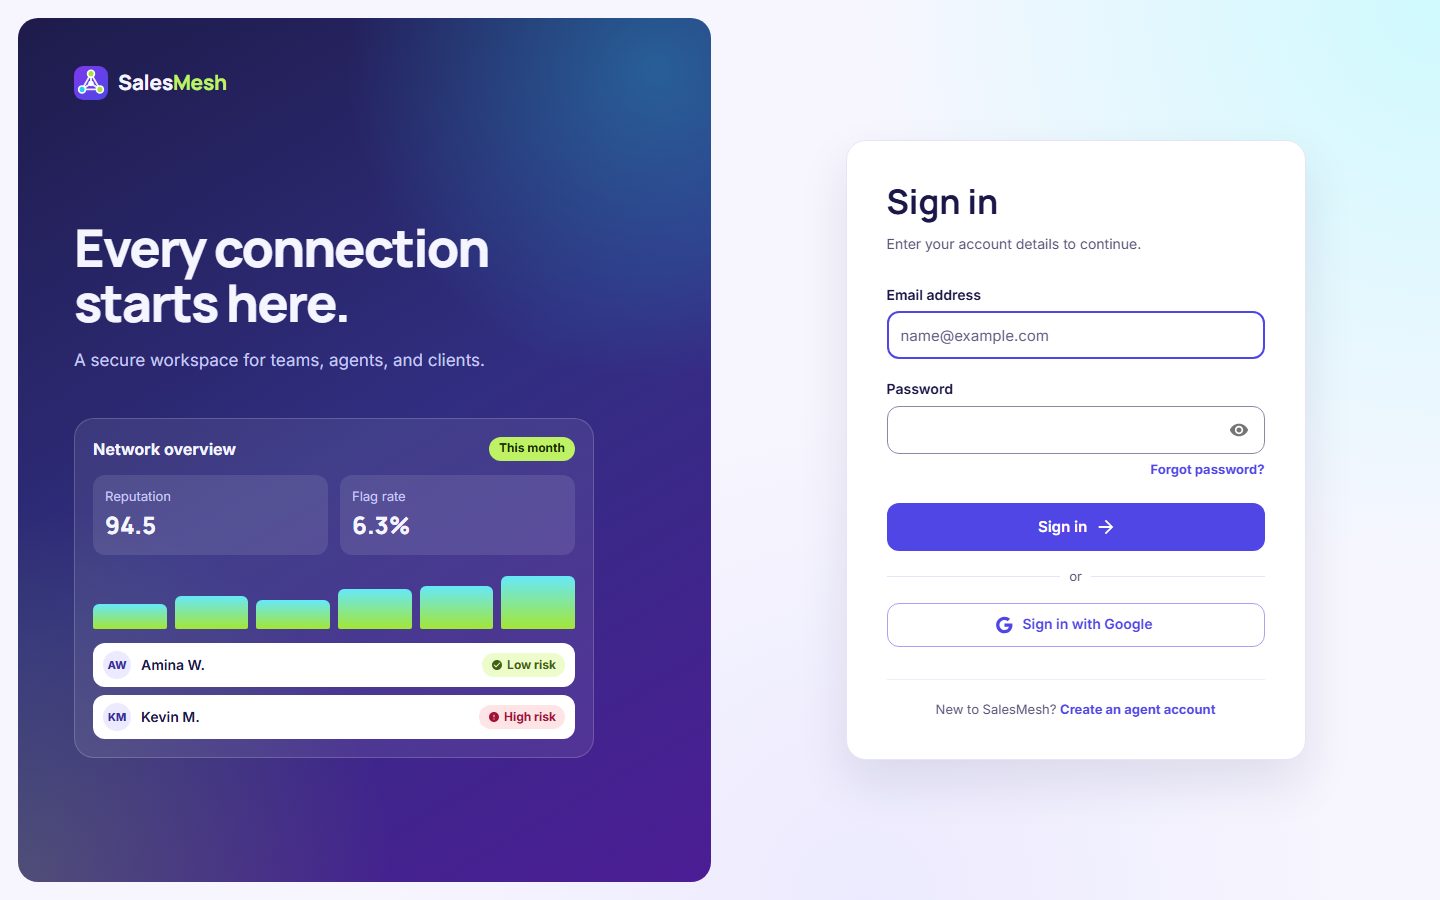 SalesMesh
Every connection
starts here.
A secure workspace for teams, agents, and clients.
Network overview
This month
Reputation
94.5
Flag rate
6.3%
AW
Amina W.
Low risk
KM
Kevin M.
High risk
Sign in
Enter your account details to continue.
Email address
name@example.com
Password
Forgot password?
Sign in
or
Sign in with Google
New to SalesMesh? Create an agent account